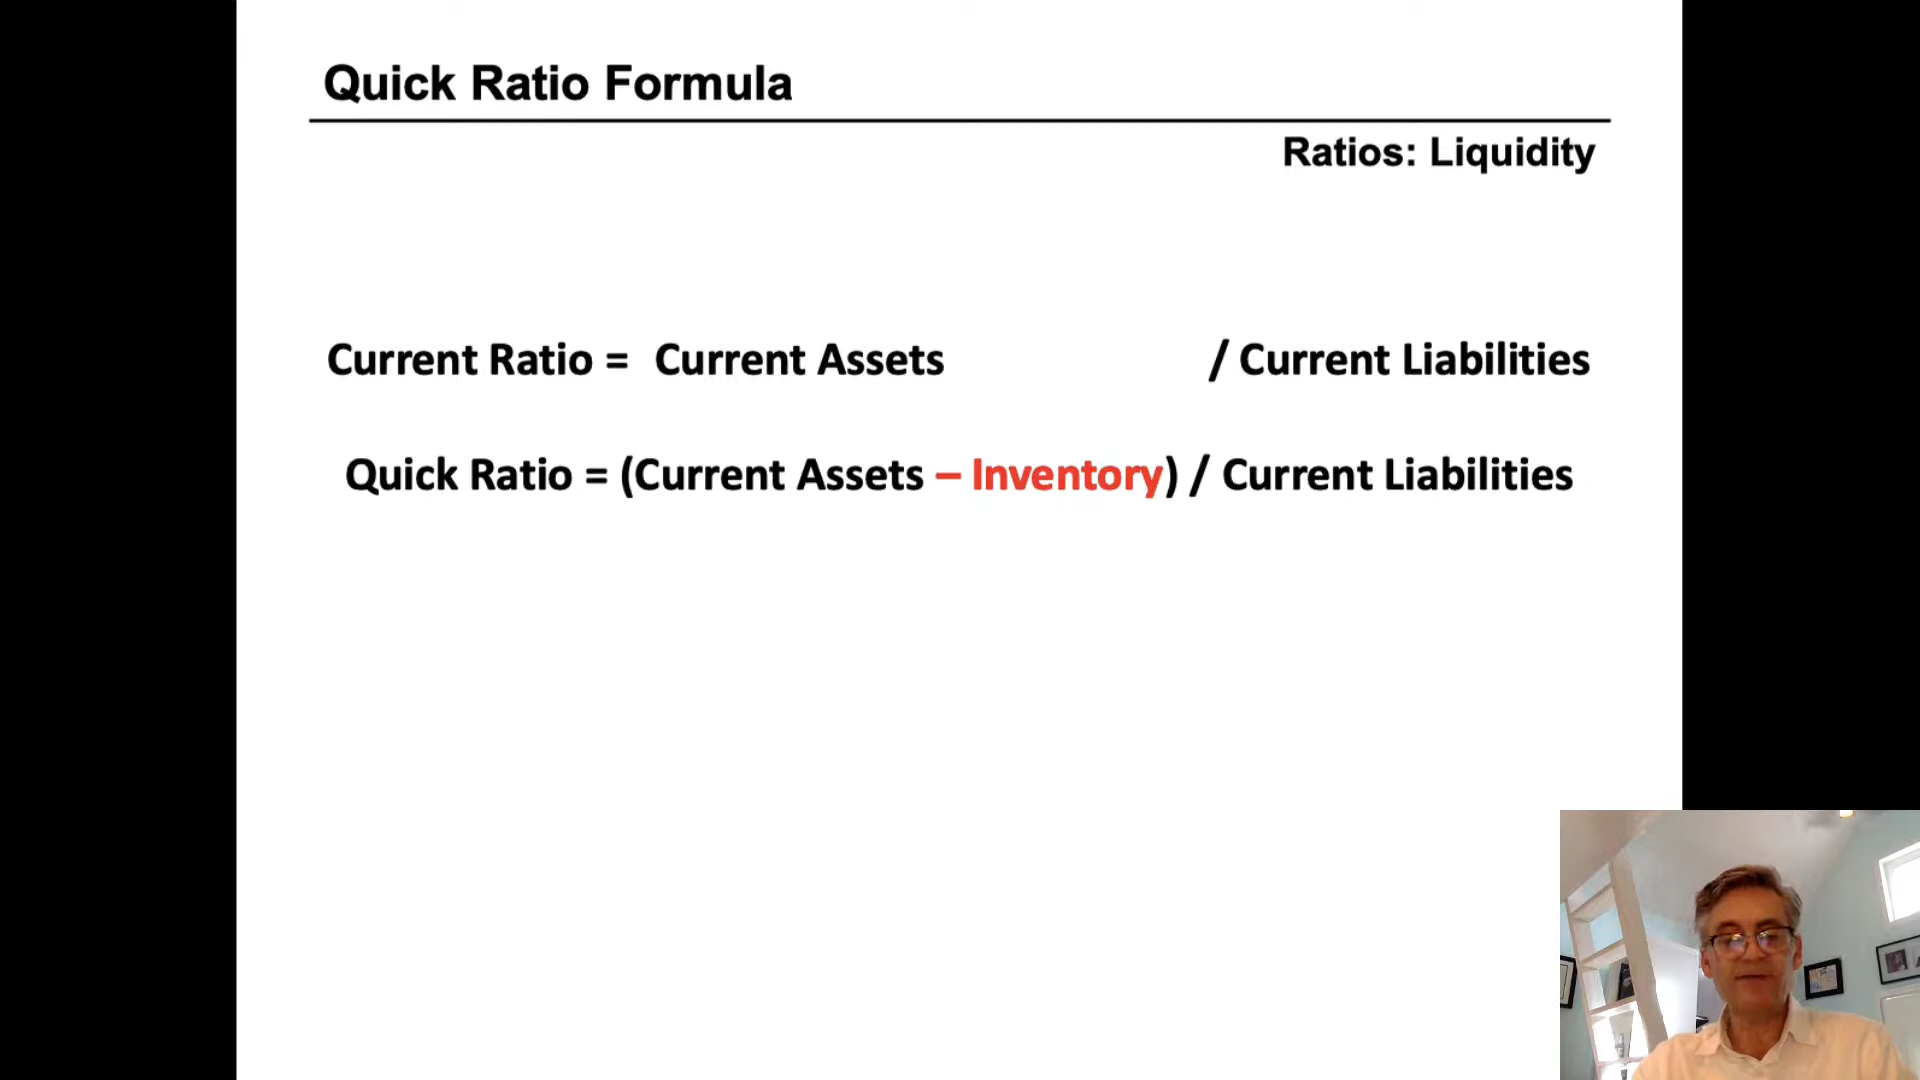 Quick Ratio Formula
Ratios: Liquidity
Current Ratio = Current Assets / Current Liabilities
Quick Ratio = (Current Assets – Inventory) / Current Liabilities